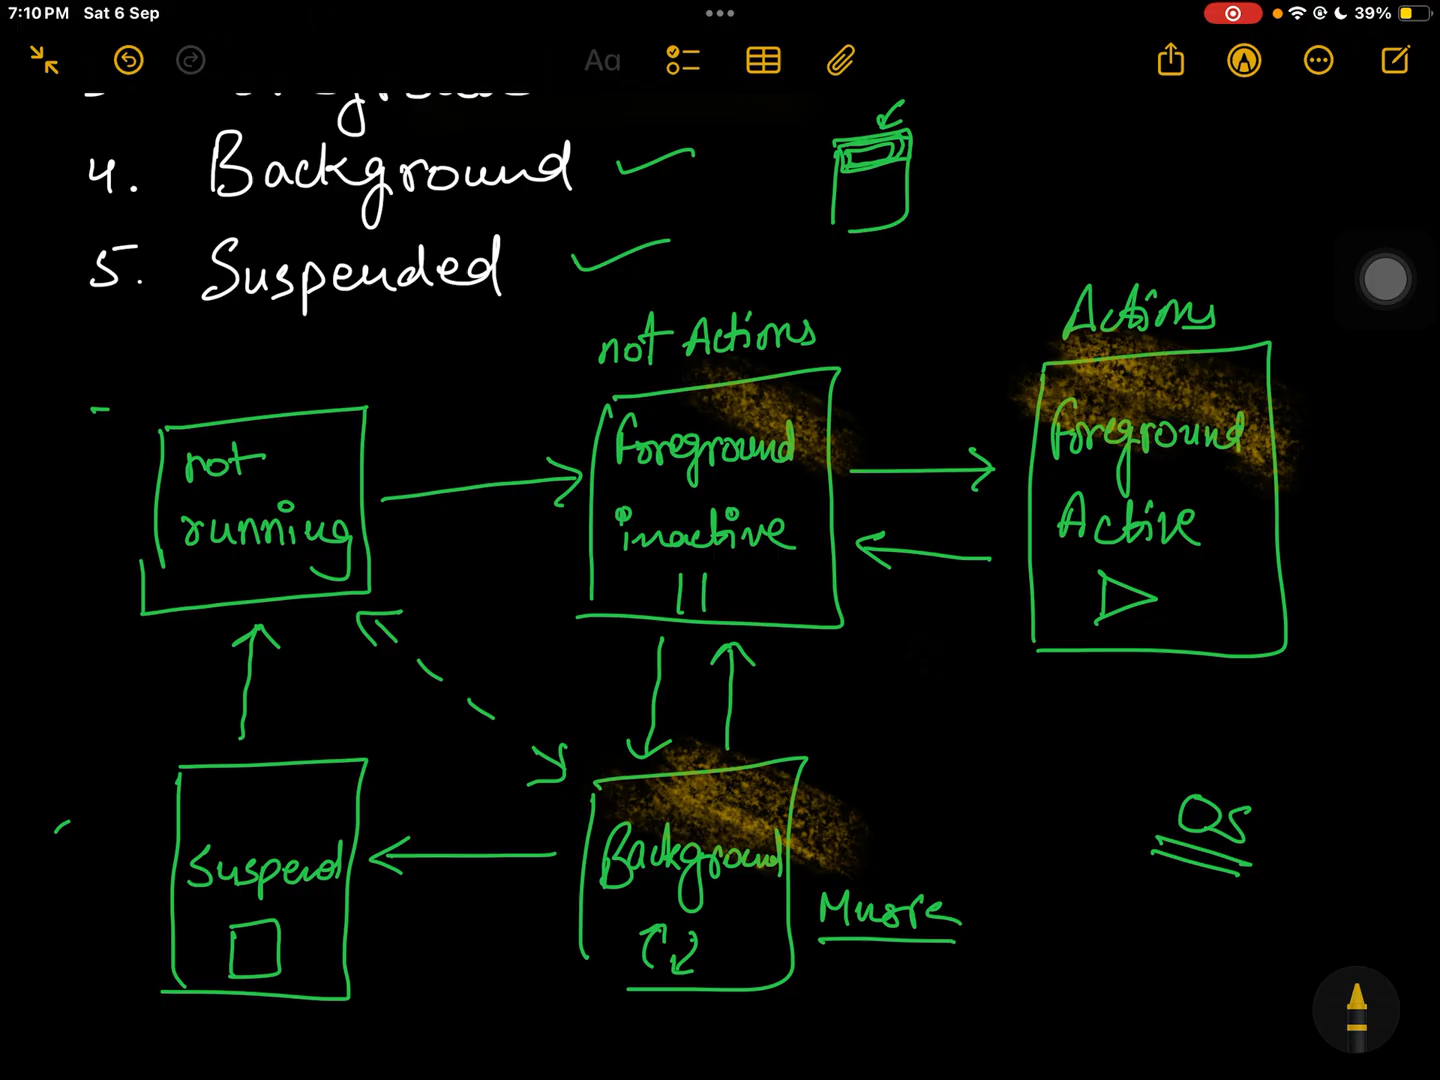 7:10 PM Sat 6 Sep
39%
Aa
4. Background
5. Suspended
not Actions
Actions
not
running
Foreground
inactive
Foreground
Active
Suspend
Background
Music
OS